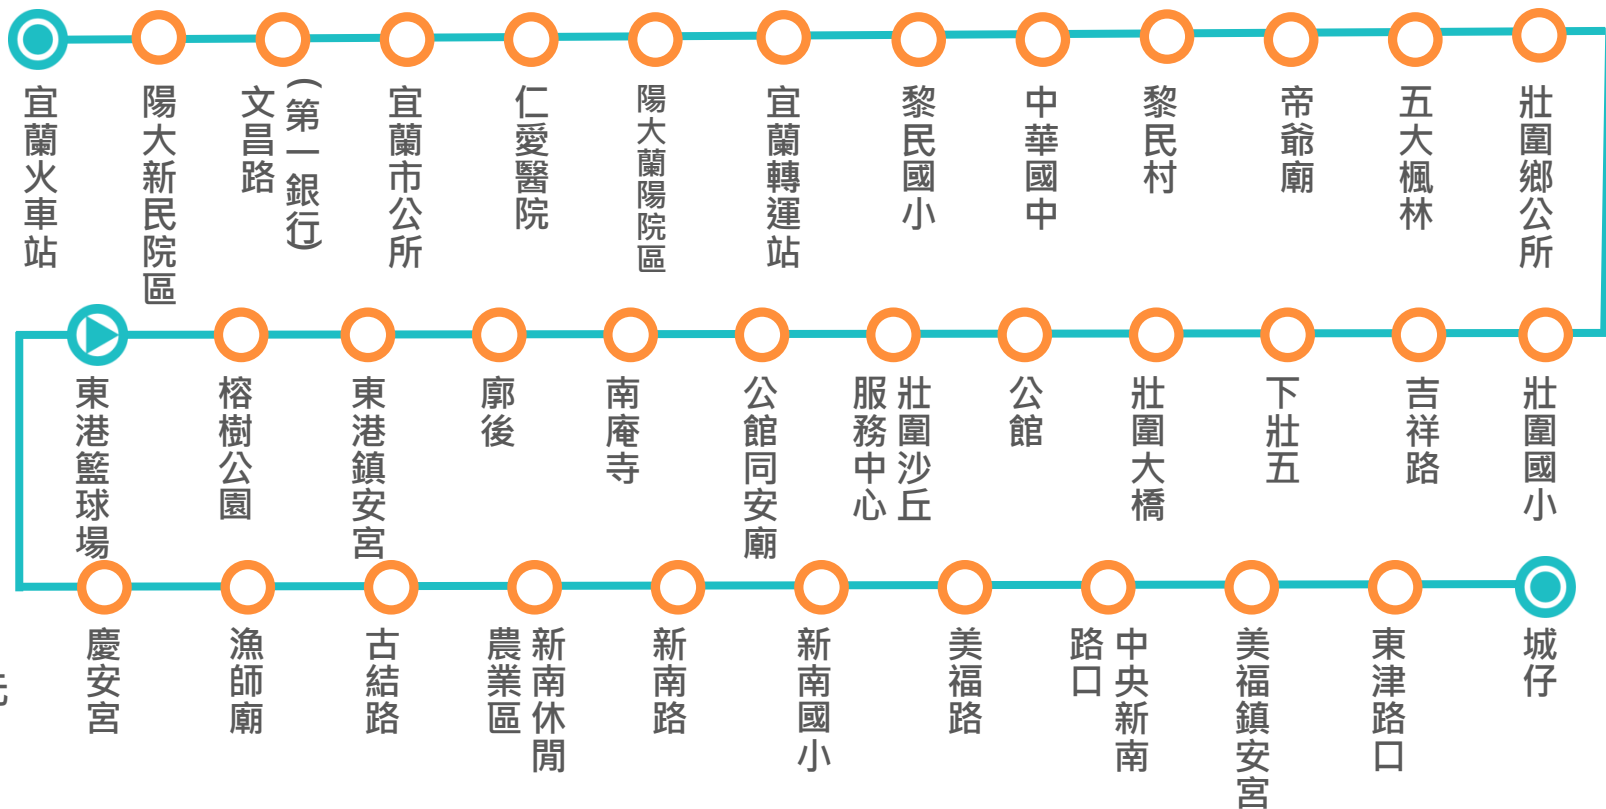 宜蘭火車站
陽大新民院區
文昌路
(第一銀行)
宜蘭市公所
仁愛醫院
陽大蘭陽院區
宜蘭轉運站
黎民國小
中華國中
黎民村
帝爺廟
五大楓林
壯圍鄉公所
東港籃球場
榕樹公園
東港鎮安宮
廓後
南庵寺
公館同安廟
壯圍沙丘
服務中心
公館
壯圍大橋
下壯五
吉祥路
壯圍國小
慶安宮
漁師廟
古結路
新南休閒
農業區
新南路
新南國小
美福路
中央新南
路口
美福鎮安宮
東津路口
城仔